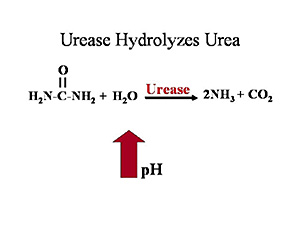 Urease Hydrolyzes Urea
O
H₂N-C-NH₂ + H₂O Urease 2NH₃ + CO₂
pH